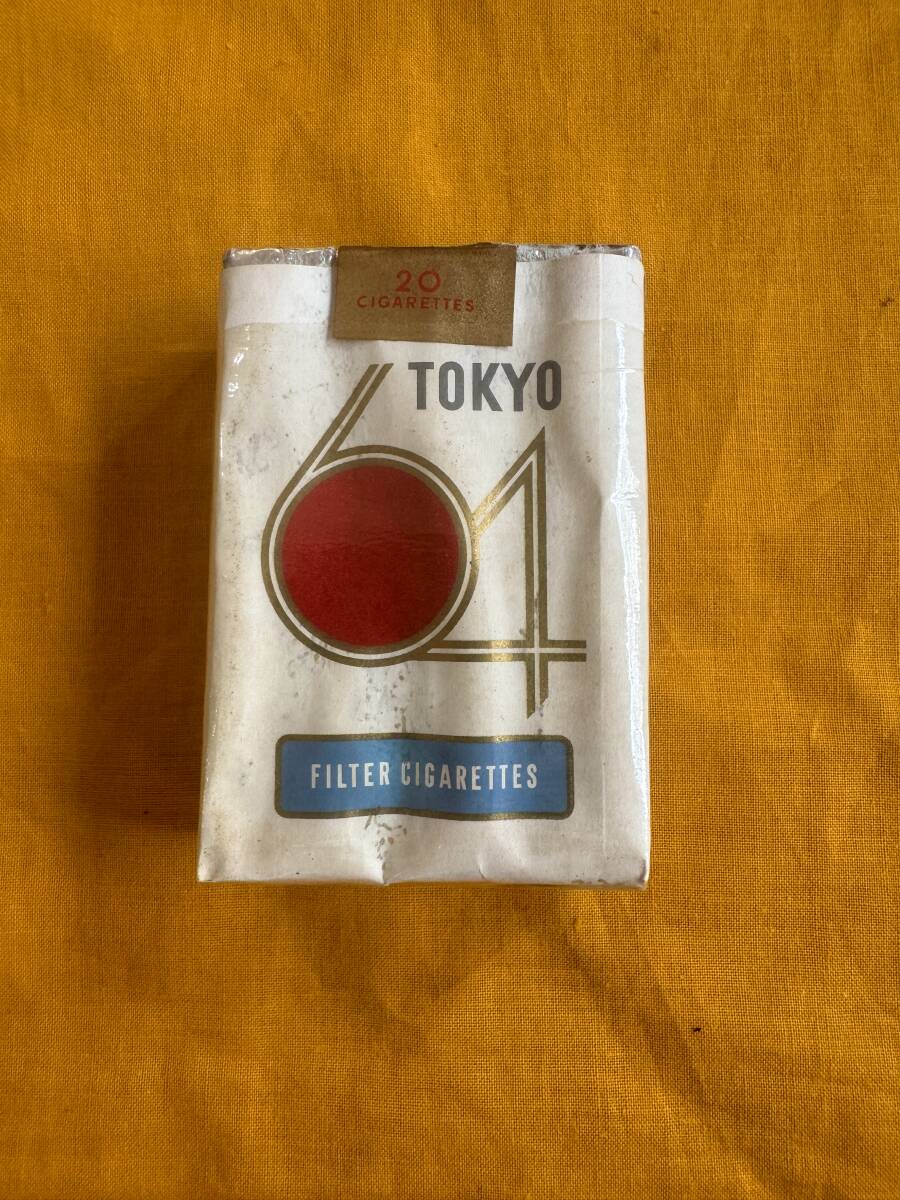 20
CIGARETTES
TOKYO
64
FILTER CIGARETTES